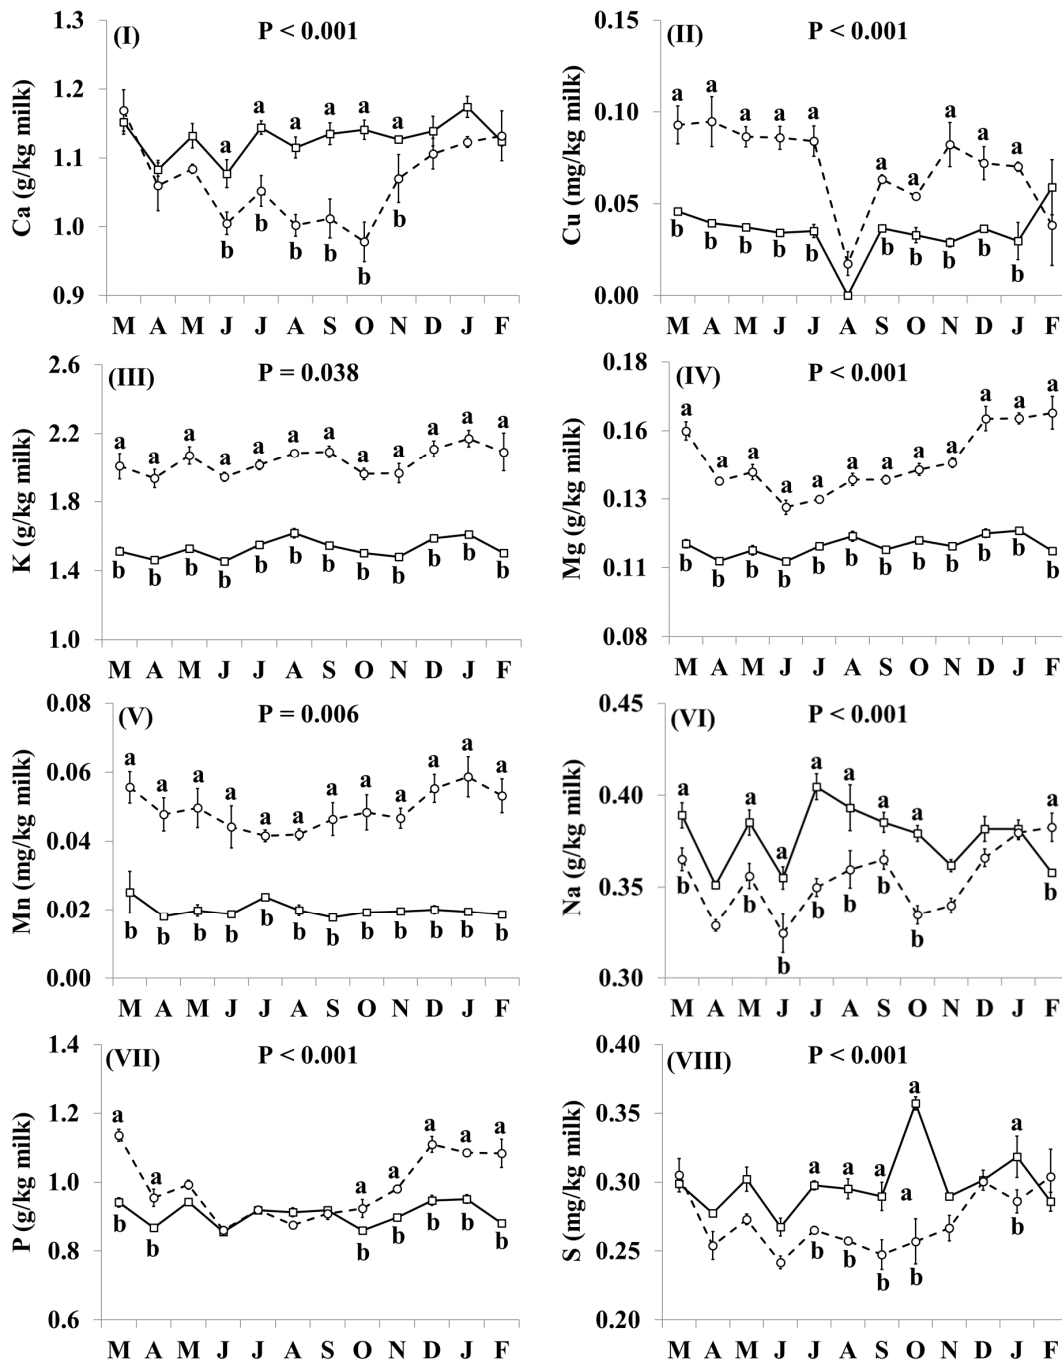 (I) P < 0.001
Ca (g/kg milk)
1.3
1.2
1.1
1.0
0.9
a a a a a a
b b b b b b
M A M J J A S O N D J F
(II) P < 0.001
Cu (mg/kg milk)
0.15
0.10
0.05
0.00
a a a a a a a a a a
b b b b b b b b b b
M A M J J A S O N D J F
(III) P = 0.038
K (g/kg milk)
2.6
2.2
1.8
1.4
1.0
a a a a a a a a a a a a
b b b b b b b b b b b b
M A M J J A S O N D J F
(IV) P < 0.001
Mg (g/kg milk)
0.18
0.16
0.13
0.11
0.08
a a a a a a a a a a a a
b b b b b b b b b b b b
M A M J J A S O N D J F
(V) P = 0.006
Mn (mg/kg milk)
0.08
0.06
0.04
0.02
0.00
a a a a a a a a a a a a
b b b b b b b b b b b b
M A M J J A S O N D J F
(VI) P < 0.001
Na (g/kg milk)
0.45
0.40
0.35
0.30
a a a a a a a
b b b b b b b
M A M J J A S O N D J F
(VII) P < 0.001
P (g/kg milk)
1.4
1.2
1.0
0.8
0.6
a a a a a a a
b b b b b b b
M A M J J A S O N D J F
(VIII) P < 0.001
S (mg/kg milk)
0.40
0.35
0.30
0.25
0.20
a a a a a
a
b b b b b
M A M J J A S O N D J F